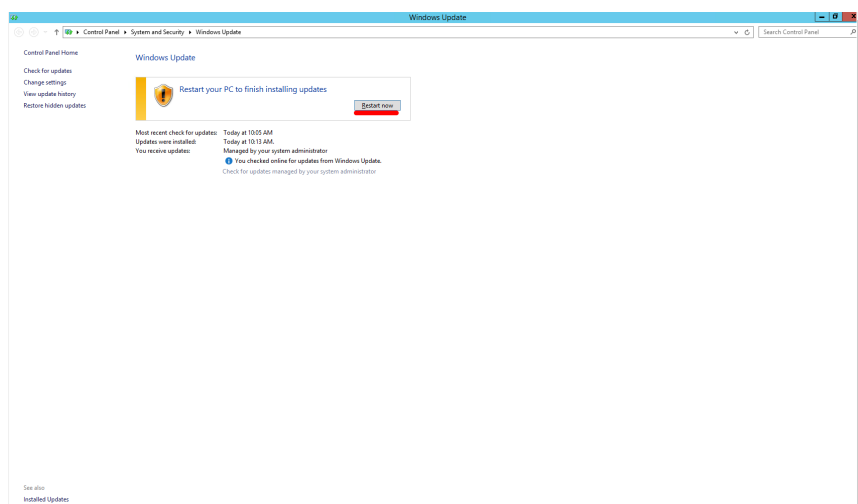 Windows Update
Control Panel ▸ System and Security ▸ Windows Update
Search Control Panel
Control Panel Home
Check for updates
Change settings
View update history
Restore hidden updates
Windows Update
Restart your PC to finish installing updates
Restart now
Most recent check for updates: Today at 10:05 AM
Updates were installed: Today at 10:13 AM.
You receive updates: Managed by your system administrator
You checked online for updates from Windows Update.
Check for updates managed by your system administrator
See also
Installed Updates